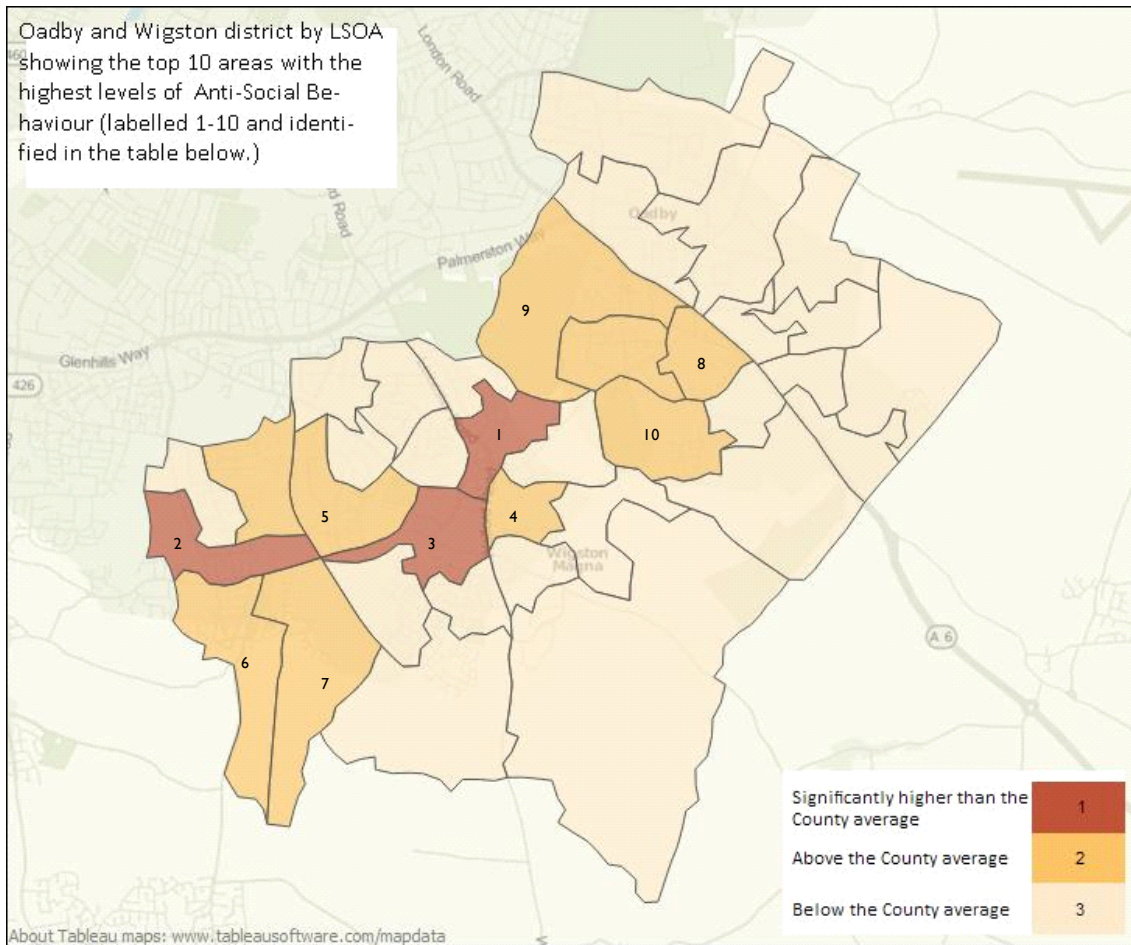 Oadby and Wigston district by LSOA
showing the top 10 areas with the
highest levels of Anti-Social Be-
haviour (labelled 1-10 and identi-
fied in the table below.)
London Road
Road
Oadby
Palmerston Way
9
Glenhills Way
426
8
1
10
5
4
2
3
Wigston
Magna
A 6
6
7
Significantly higher than the
County average
1
Above the County average
2
Below the County average
3
About Tableau maps: www.tableausoftware.com/mapdata